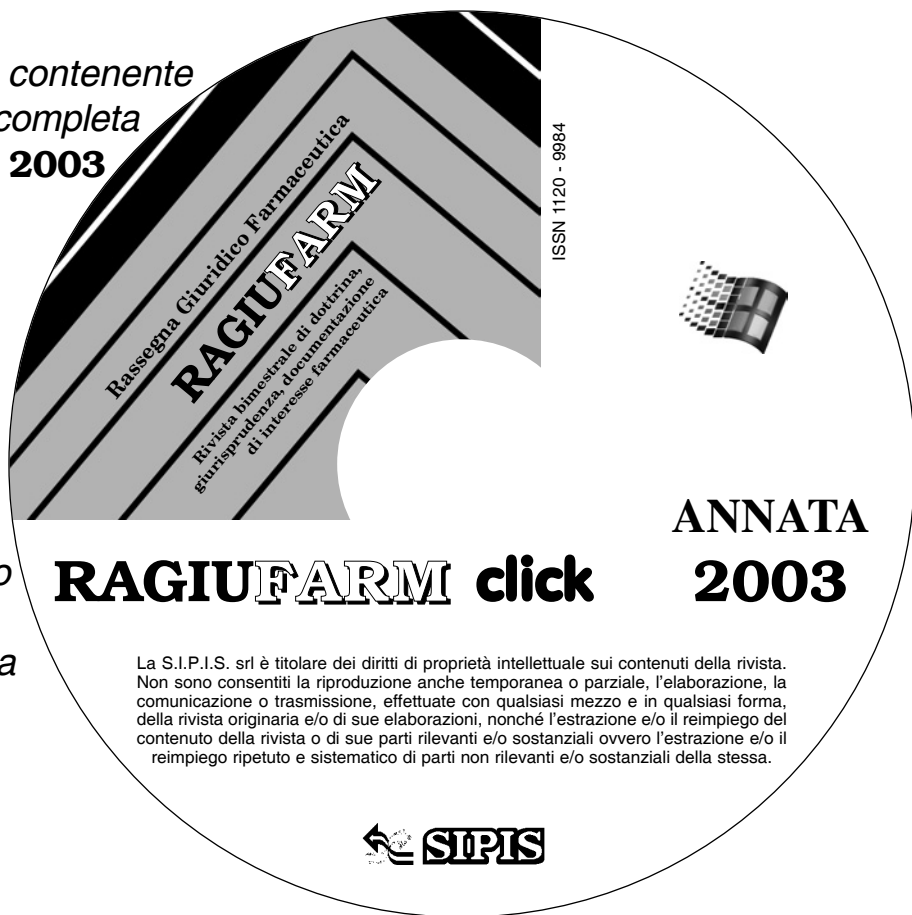 contenente
completa
2003
Rassegna Giuridico Farmaceutica
RAGIUFARM
Rivista bimestrale di dottrina,
giurisprudenza, documentazione
di interesse farmaceutica
ISSN 1120 - 9984
ANNATA
o
RAGIUFARM click 2003
a
La S.I.P.I.S. srl è titolare dei diritti di proprietà intellettuale sui contenuti della rivista.
Non sono consentiti la riproduzione anche temporanea o parziale, l'elaborazione, la
comunicazione o trasmissione, effettuate con qualsiasi mezzo e in qualsiasi forma,
della rivista originaria e/o di sue elaborazioni, nonché l'estrazione e/o il reimpiego del
contenuto della rivista o di sue parti rilevanti e/o sostanziali ovvero l'estrazione e/o il
reimpiego ripetuto e sistematico di parti non rilevanti e/o sostanziali della stessa.
SIPIS